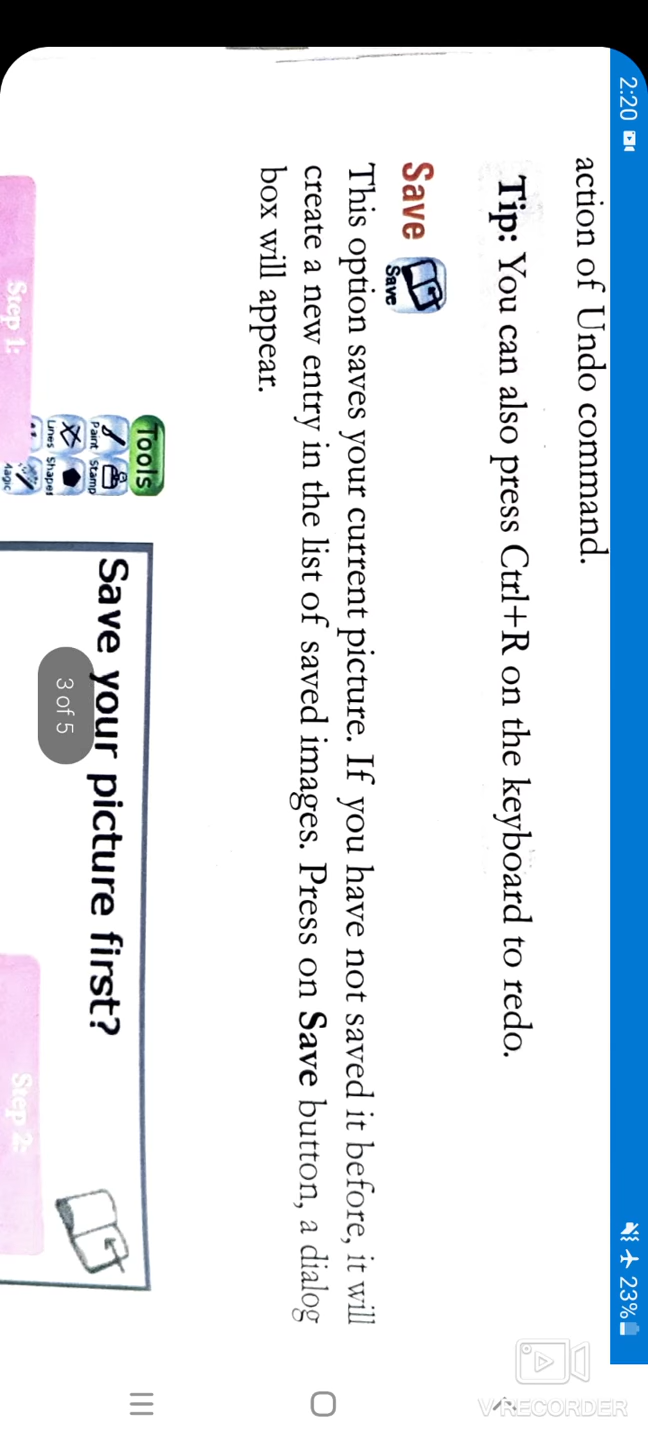 2:20
23%
action of Undo command.
Tip: You can also press Ctrl+R on the keyboard to redo.
Save
Save
This option saves your current picture. If you have not saved it before, it will
create a new entry in the list of saved images. Press on Save button, a dialog
box will appear.
Tools
Paint Stamp
Lines Shapes
Magic
Save your picture first?
3 of 5
Step 1:
Step 2:
VRECORDER